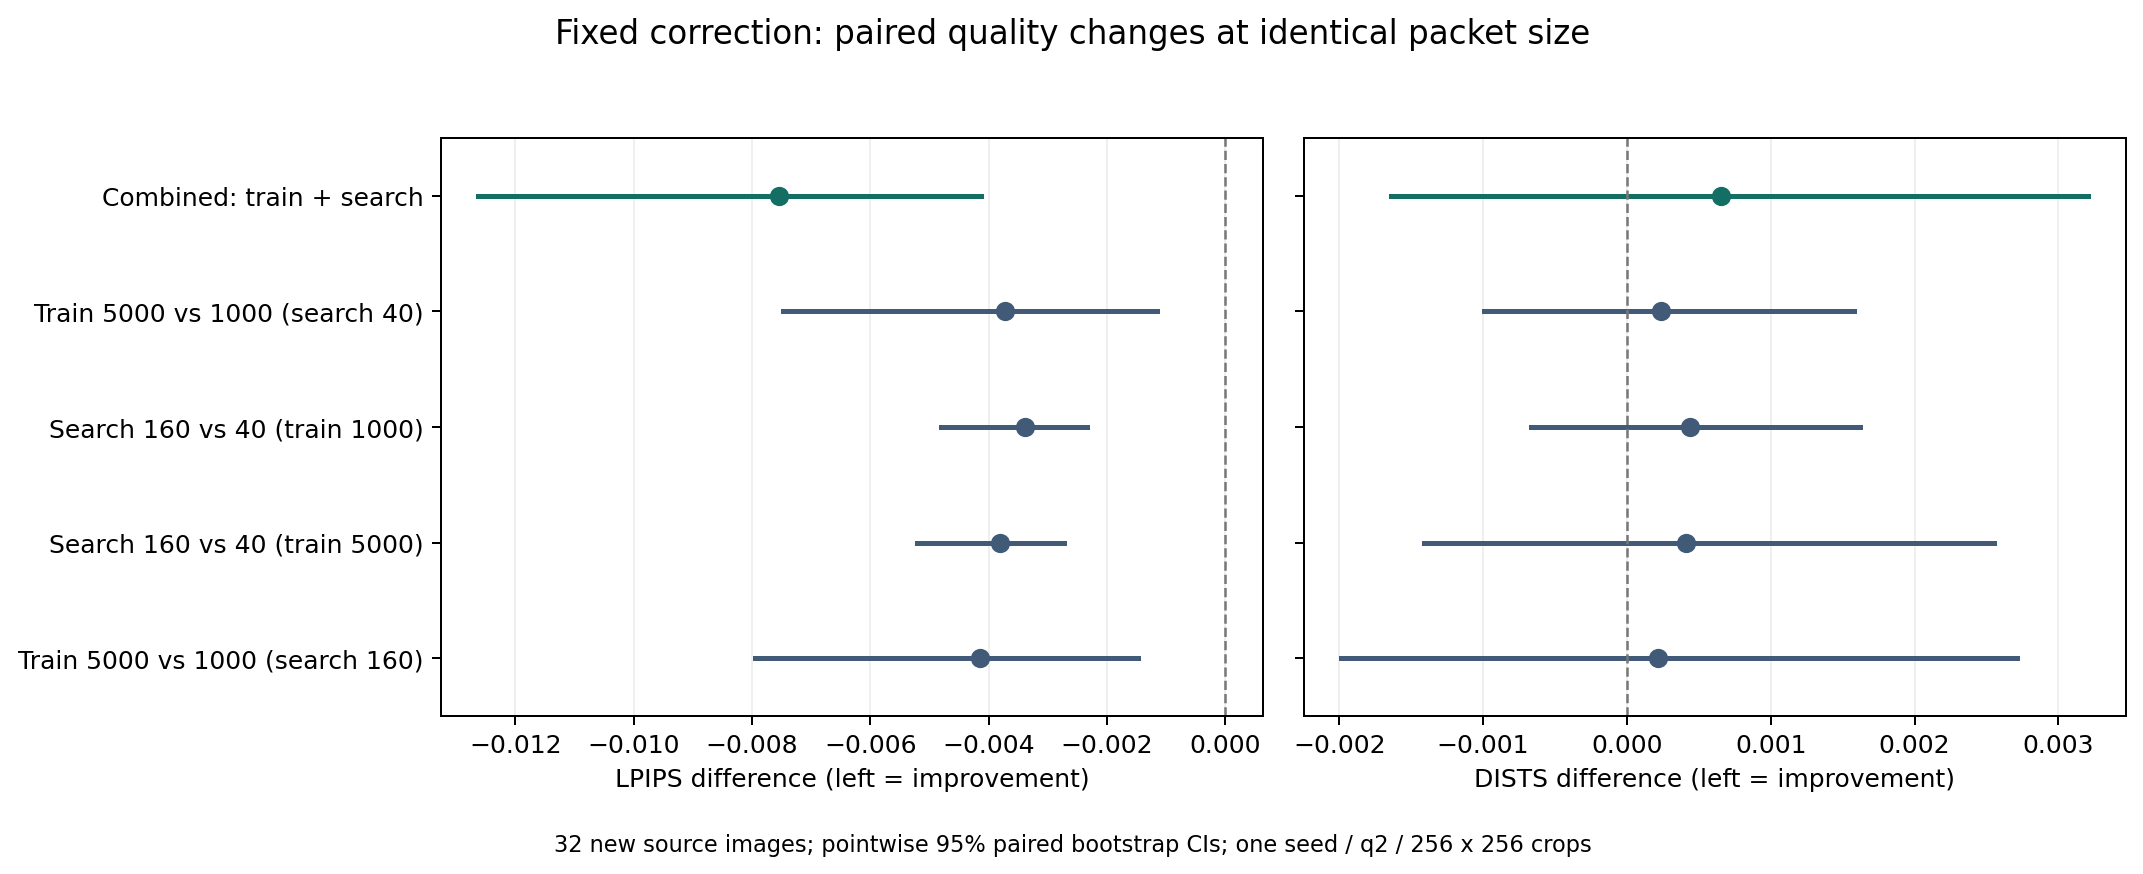 Fixed correction: paired quality changes at identical packet size
Combined: train + search
Train 5000 vs 1000 (search 40)
Search 160 vs 40 (train 1000)
Search 160 vs 40 (train 5000)
Train 5000 vs 1000 (search 160)
−0.012 −0.010 −0.008 −0.006 −0.004 −0.002 0.000
LPIPS difference (left = improvement)
−0.002 −0.001 0.000 0.001 0.002 0.003
DISTS difference (left = improvement)
32 new source images; pointwise 95% paired bootstrap CIs; one seed / q2 / 256 x 256 crops